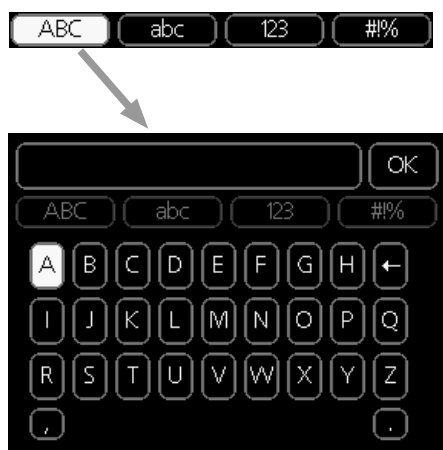 ABC abc 123 #!%
OK
ABC abc 123 #!%
A B C D E F G H ←
I J K L M N O P Q
R S T U V W X Y Z
, .